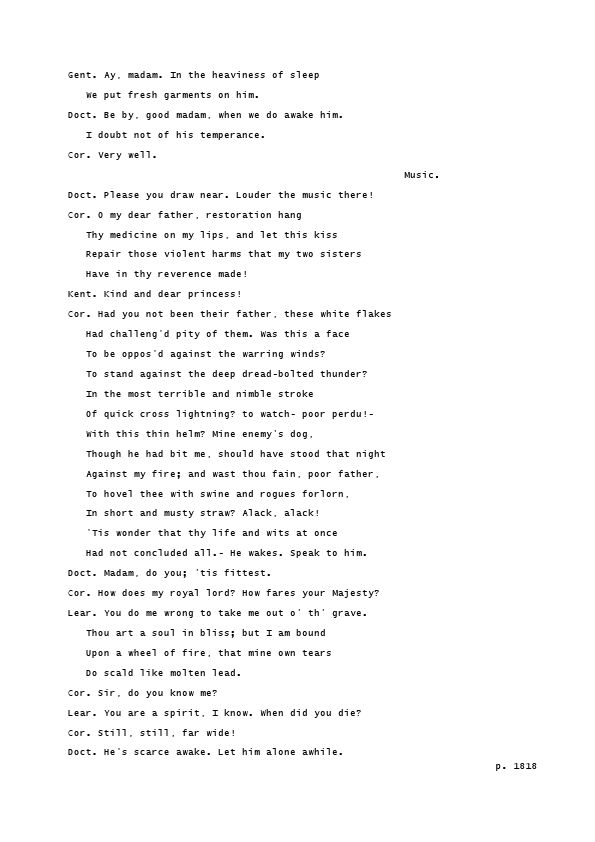 Gent. Ay, madam. In the heaviness of sleep
We put fresh garments on him.
Doct. Be by, good madam, when we do awake him.
I doubt not of his temperance.
Cor. Very well.
Music.
Doct. Please you draw near. Louder the music there!
Cor. O my dear father, restoration hang
Thy medicine on my lips, and let this kiss
Repair those violent harms that my two sisters
Have in thy reverence made!
Kent. Kind and dear princess!
Cor. Had you not been their father, these white flakes
Had challeng'd pity of them. Was this a face
To be oppos'd against the warring winds?
To stand against the deep dread-bolted thunder?
In the most terrible and nimble stroke
Of quick cross lightning? to watch- poor perdu!-
With this thin helm? Mine enemy's dog,
Though he had bit me, should have stood that night
Against my fire; and wast thou fain, poor father,
To hovel thee with swine and rogues forlorn,
In short and musty straw? Alack, alack!
'Tis wonder that thy life and wits at once
Had not concluded all.- He wakes. Speak to him.
Doct. Madam, do you; 'tis fittest.
Cor. How does my royal lord? How fares your Majesty?
Lear. You do me wrong to take me out o' th' grave.
Thou art a soul in bliss; but I am bound
Upon a wheel of fire, that mine own tears
Do scald like molten lead.
Cor. Sir, do you know me?
Lear. You are a spirit, I know. When did you die?
Cor. Still, still, far wide!
Doct. He's scarce awake. Let him alone awhile.
p. 1818